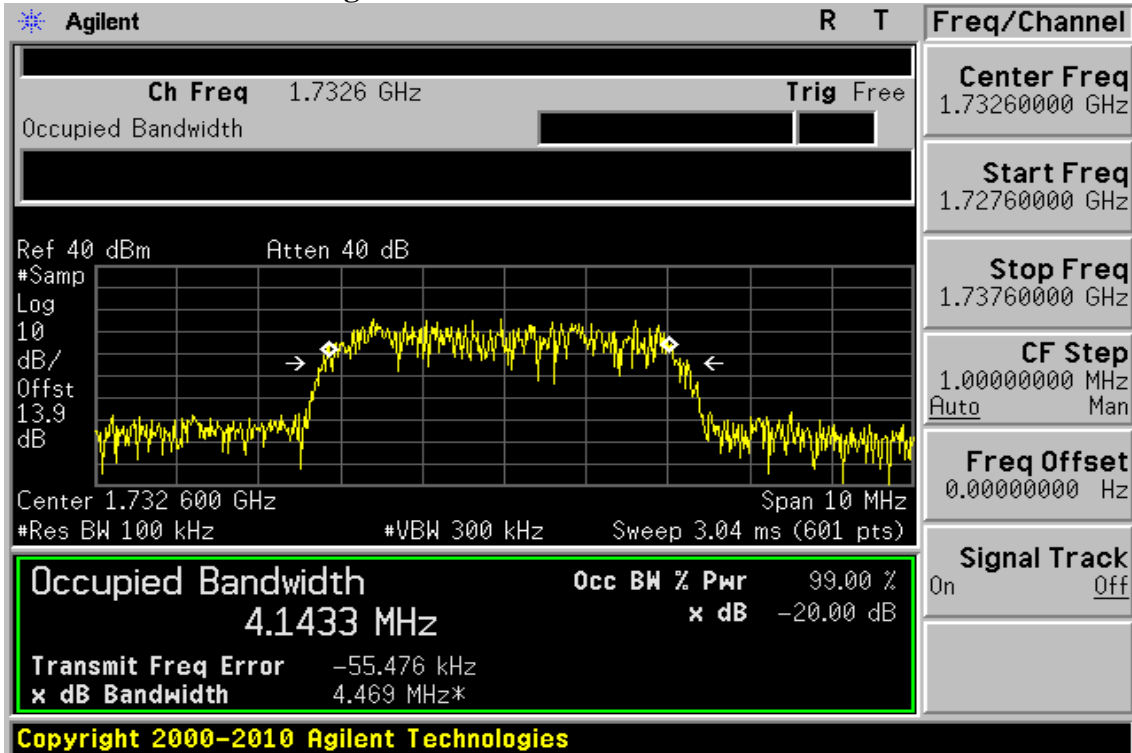 Agilent R T Freq/Channel
Ch Freq 1.7326 GHz Trig Free
Occupied Bandwidth
Center Freq
1.73260000 GHz
Start Freq
1.72760000 GHz
Stop Freq
1.73760000 GHz
CF Step
1.00000000 MHz
Auto Man
Freq Offset
0.00000000 Hz
Signal Track
On Off
Ref 40 dBm Atten 40 dB
#Samp
Log
10
dB/
Offst
13.9
dB
Center 1.732 600 GHz Span 10 MHz
#Res BW 100 kHz #VBW 300 kHz Sweep 3.04 ms (601 pts)
Occupied Bandwidth Occ BW % Pwr 99.00 %
4.1433 MHz x dB -20.00 dB
Transmit Freq Error -55.476 kHz
x dB Bandwidth 4.469 MHz*
Copyright 2000-2010 Agilent Technologies